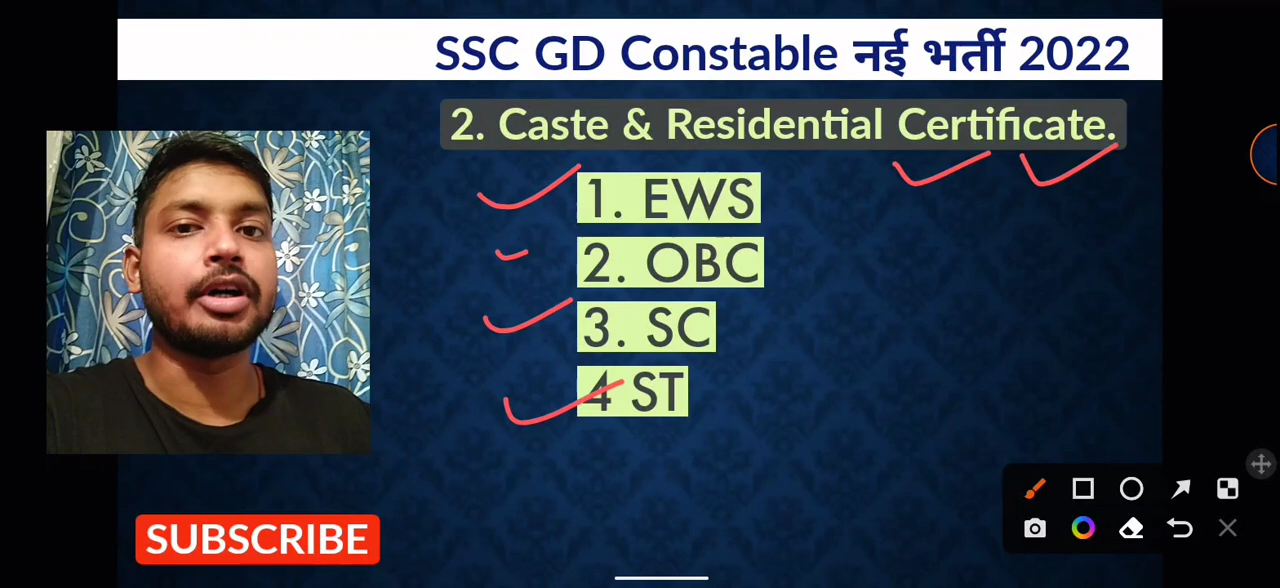 SSC GD Constable नई भर्ती 2022
2. Caste & Residential Certificate.
1. EWS
2. OBC
3. SC
4 ST
SUBSCRIBE